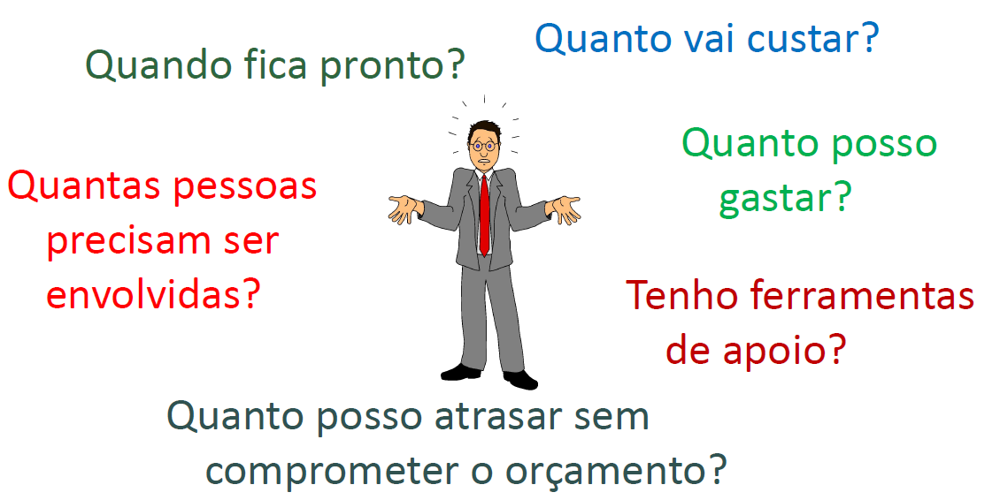 Quanto vai custar?
Quando fica pronto?
Quanto posso
gastar?
Quantas pessoas
precisam ser
envolvidas?
Tenho ferramentas
de apoio?
Quanto posso atrasar sem
comprometer o orçamento?